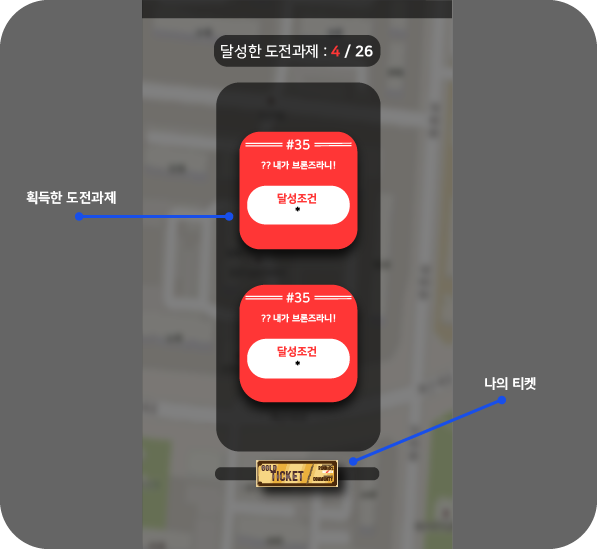 달성한 도전과제 : 4 / 26
#35
?? 내가 브론즈라니!
달성조건
*
획득한 도전과제
#35
?? 내가 브론즈라니!
달성조건
*
나의 티켓
GOLD
TICKET
COMMUNITY